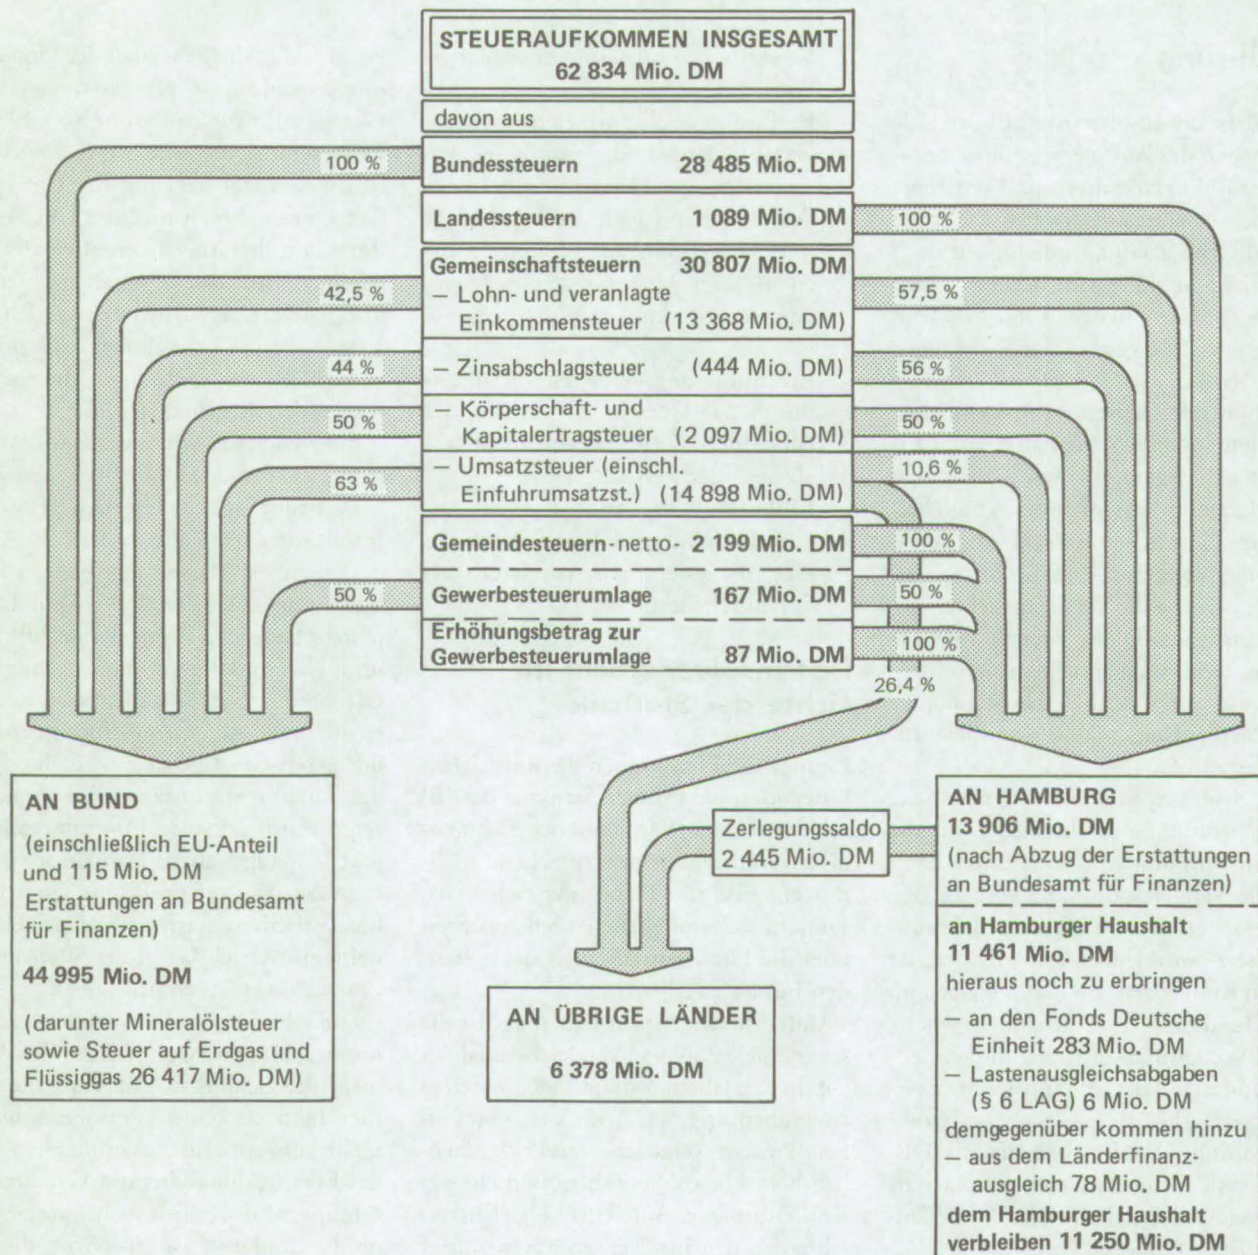 STEUERAUFKOMMEN INSGESAMT
62 834 Mio. DM
davon aus
100 %
Bundessteuern 28 485 Mio. DM
Landessteuern 1 089 Mio. DM
100 %
Gemeinschaftsteuern 30 807 Mio. DM
42,5 %
– Lohn- und veranlagte
Einkommensteuer (13 368 Mio. DM)
57,5 %
44 %
– Zinsabschlagsteuer (444 Mio. DM)
56 %
50 %
– Körperschaft- und
Kapitalertragsteuer (2 097 Mio. DM)
50 %
63 %
– Umsatzsteuer (einschl.
Einfuhrumsatzst.) (14 898 Mio. DM)
10,6 %
Gemeindesteuern -netto- 2 199 Mio. DM
100 %
50 %
Gewerbesteuerumlage 167 Mio. DM
50 %
Erhöhungsbetrag zur
Gewerbesteuerumlage 87 Mio. DM
100 %
26,4 %
AN BUND
(einschließlich EU-Anteil
und 115 Mio. DM
Erstattungen an Bundesamt
für Finanzen)
44 995 Mio. DM
(darunter Mineralölsteuer
sowie Steuer auf Erdgas und
Flüssiggas 26 417 Mio. DM)
Zerlegungssaldo
2 445 Mio. DM
AN ÜBRIGE LÄNDER
6 378 Mio. DM
AN HAMBURG
13 906 Mio. DM
(nach Abzug der Erstattungen
an Bundesamt für Finanzen)
an Hamburger Haushalt
11 461 Mio. DM
hieraus noch zu erbringen
– an den Fonds Deutsche
Einheit 283 Mio. DM
– Lastenausgleichsabgaben
(§ 6 LAG) 6 Mio. DM
demgegenüber kommen hinzu
– aus dem Länderfinanz-
ausgleich 78 Mio. DM
dem Hamburger Haushalt
verbleiben 11 250 Mio. DM